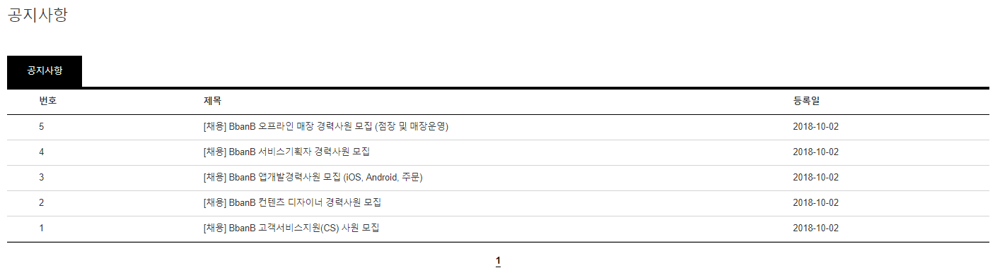 공지사항
공지사항
번호 제목 등록일
5 [채용] BbanB 오프라인 매장 경력사원 모집 (점장 및 매장운영) 2018-10-02
4 [채용] BbanB 서비스기획자 경력사원 모집 2018-10-02
3 [채용] BbanB 앱개발경력사원 모집 (iOS, Android, 주문) 2018-10-02
2 [채용] BbanB 컨텐츠 디자이너 경력사원 모집 2018-10-02
1 [채용] BbanB 고객서비스지원(CS) 사원 모집 2018-10-02
1